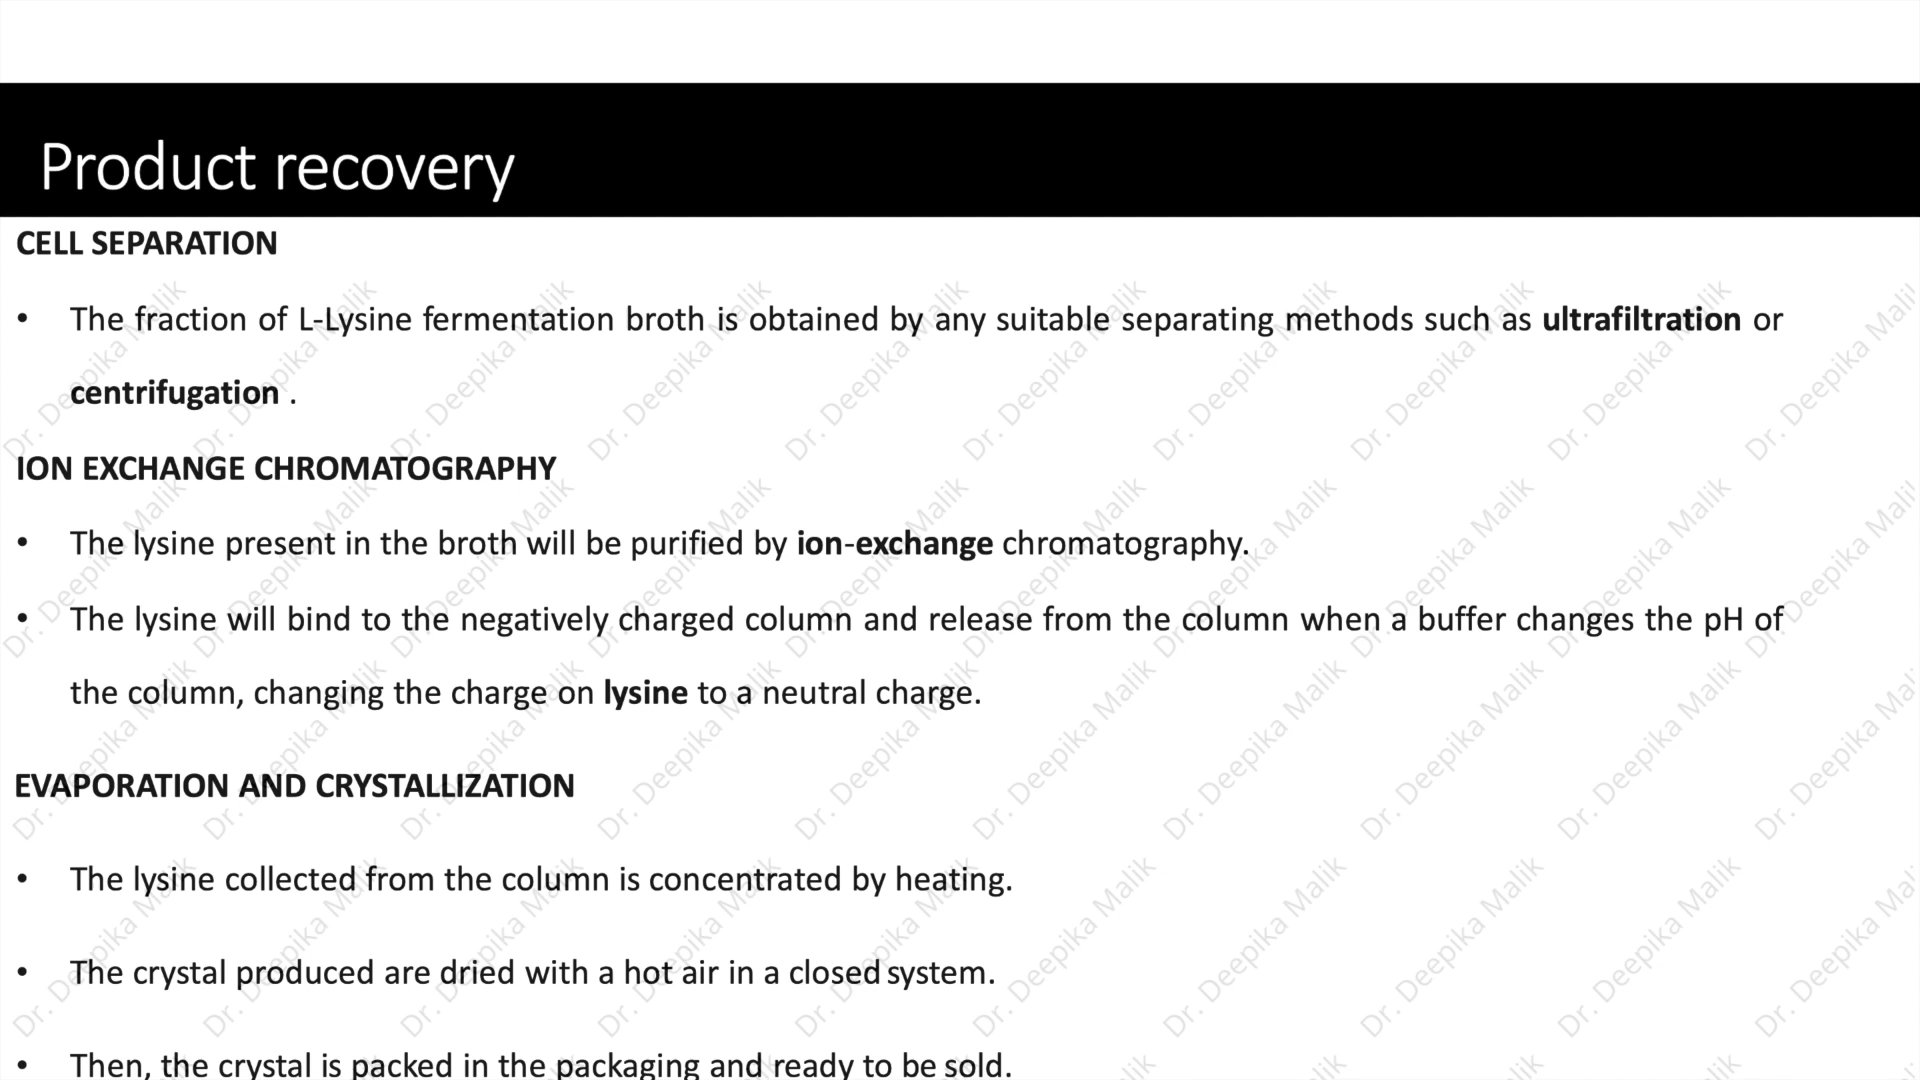 Product recovery
CELL SEPARATION
• The fraction of L-Lysine fermentation broth is obtained by any suitable separating methods such as ultrafiltration or
centrifugation .
ION EXCHANGE CHROMATOGRAPHY
• The lysine present in the broth will be purified by ion-exchange chromatography.
• The lysine will bind to the negatively charged column and release from the column when a buffer changes the pH of
the column, changing the charge on lysine to a neutral charge.
EVAPORATION AND CRYSTALLIZATION
• The lysine collected from the column is concentrated by heating.
• The crystal produced are dried with a hot air in a closed system.
• Then, the crystal is packed in the packaging and ready to be sold.
Dr. Deepika Malik